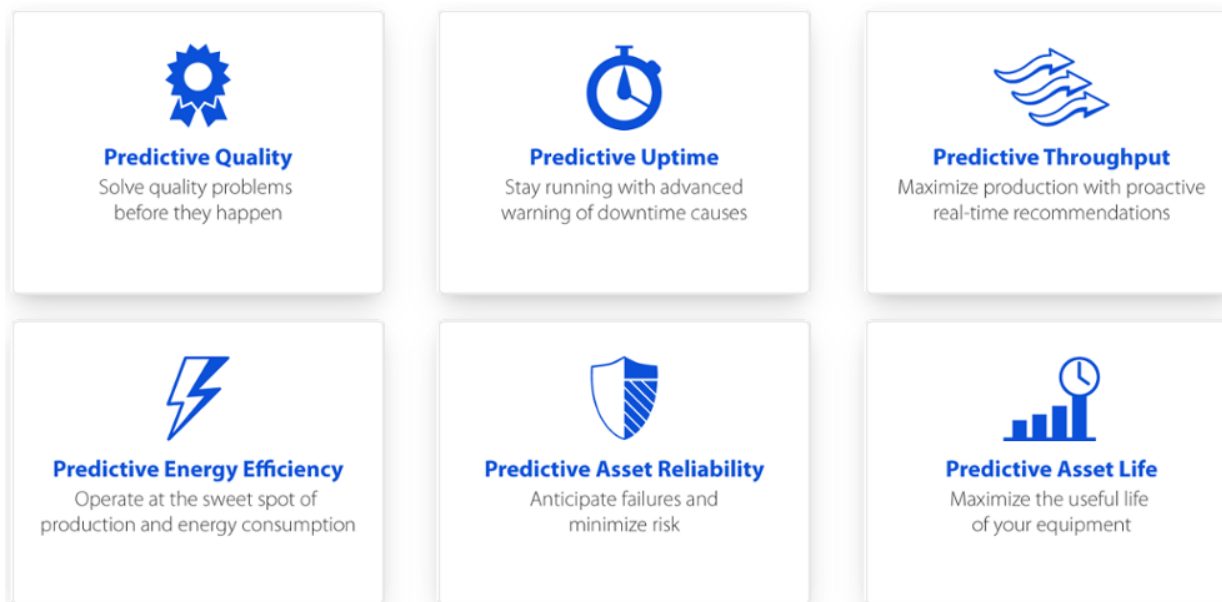 Predictive Quality
Solve quality problems
before they happen
Predictive Uptime
Stay running with advanced
warning of downtime causes
Predictive Throughput
Maximize production with proactive
real-time recommendations
Predictive Energy Efficiency
Operate at the sweet spot of
production and energy consumption
Predictive Asset Reliability
Anticipate failures and
minimize risk
Predictive Asset Life
Maximize the useful life
of your equipment